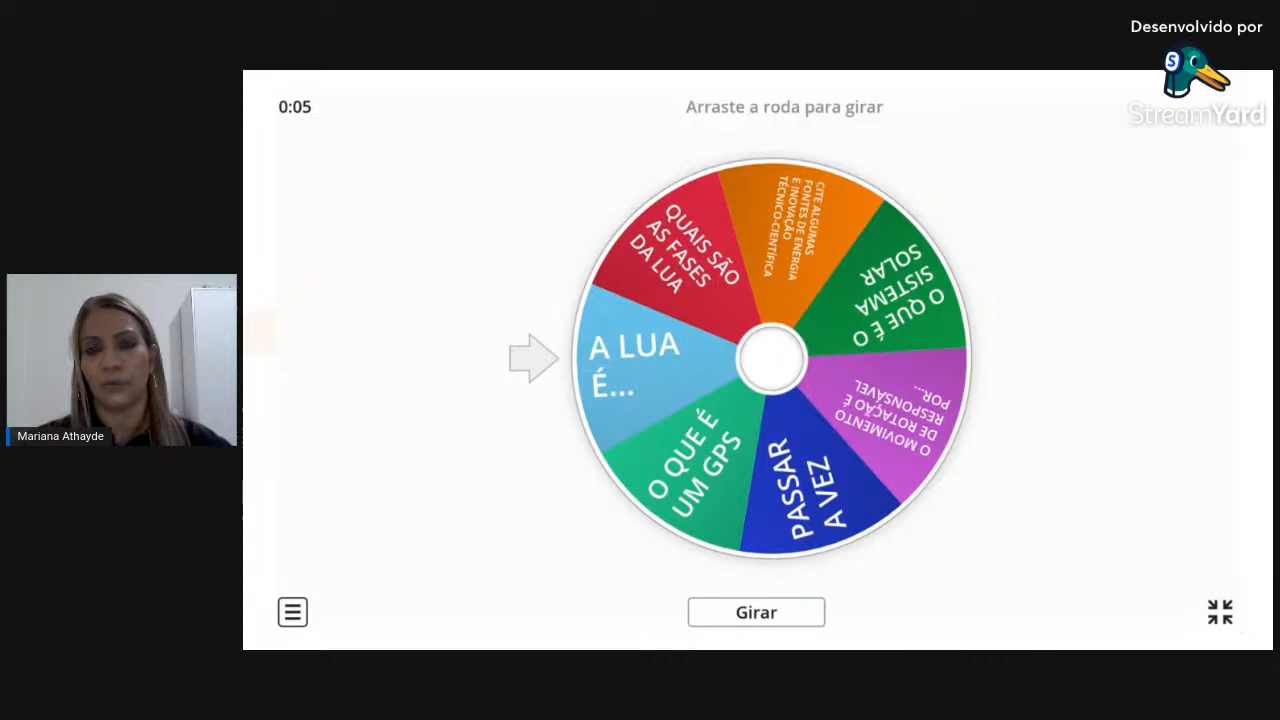 Desenvolvido por
StreamYard
0:05
Arraste a roda para girar
CITE ALGUMAS
FONTES DE ENERGIA
E INOVAÇÃO
TÉCNICO-CIENTÍFICA
QUAIS SÃO
AS FASES
DA LUA
O QUE É O
SISTEMA
SOLAR
A LUA
É...
O MOVIMENTO
DE ROTAÇÃO É
RESPONSÁVEL
POR...
O QUE É
UM GPS
PASSAR
A VEZ
Mariana Athayde
Girar